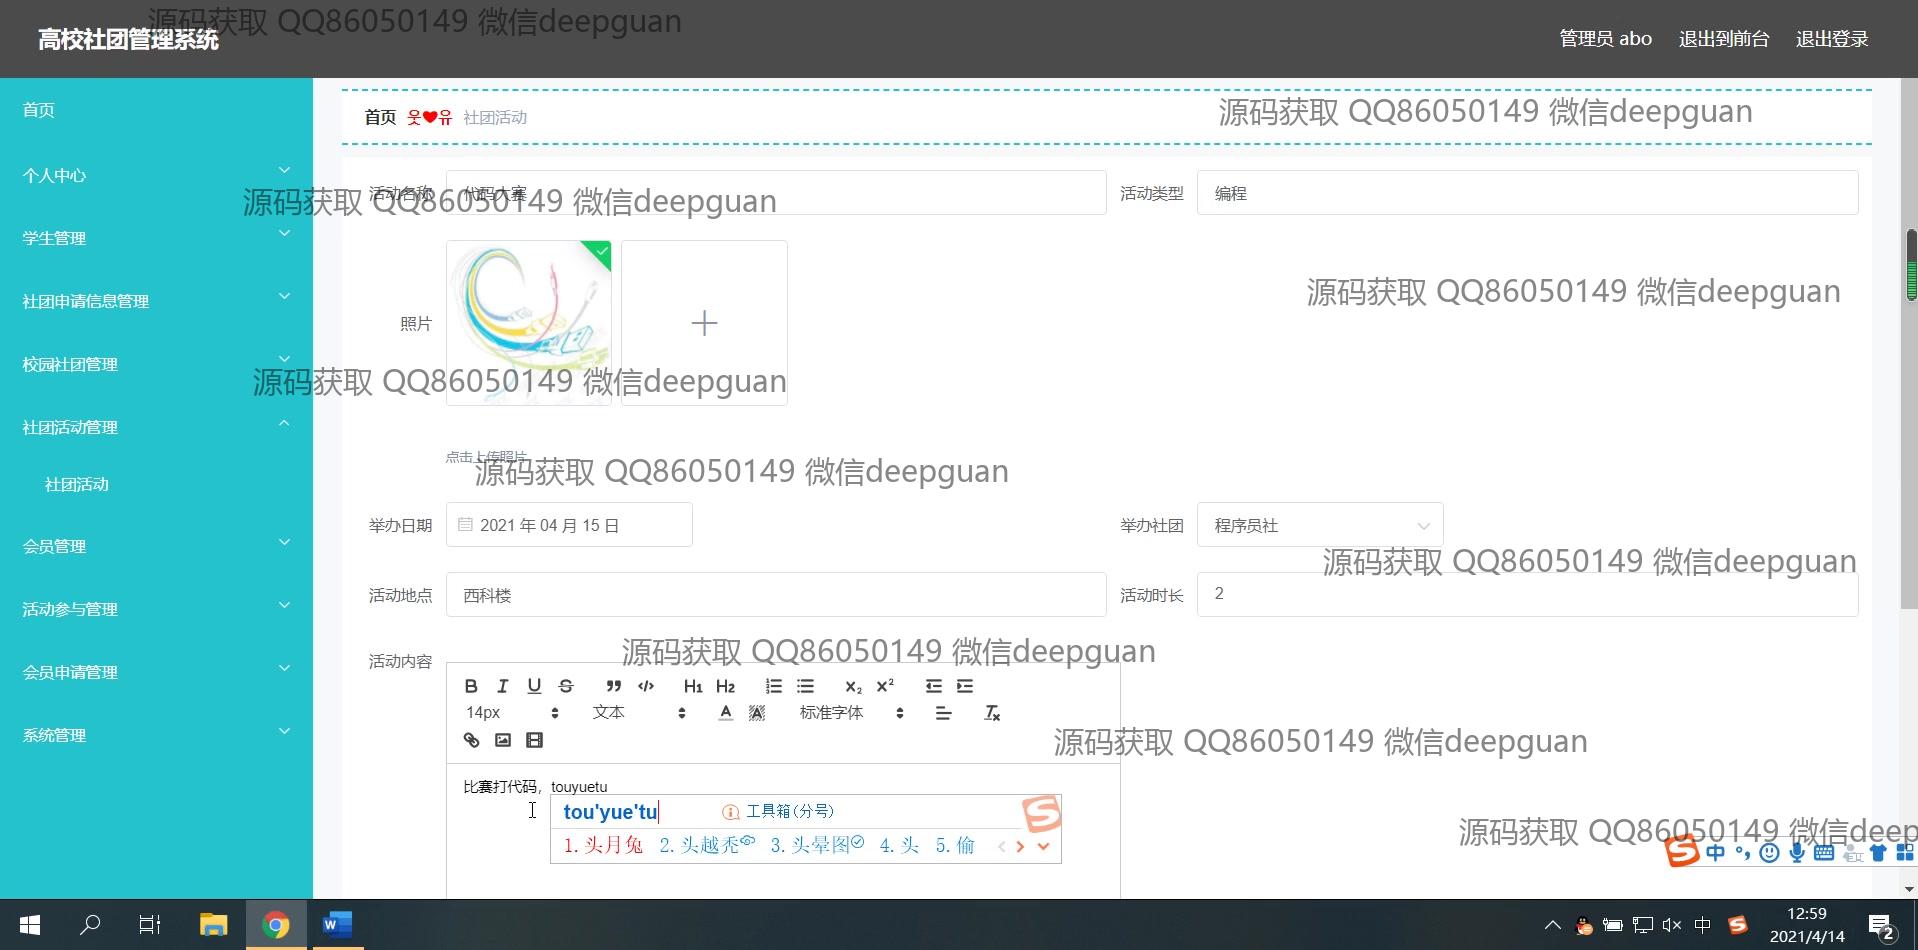 源码获取 QQ86050149 微信deepguan
高校社团管理系统
管理员 abo 退出到前台 退出登录
首页
个人中心
学生管理
社团申请信息管理
校园社团管理
社团活动管理
社团活动
会员管理
活动参与管理
会员申请管理
系统管理
首页 웃❤유 社团活动
源码获取 QQ86050149 微信deepguan
活动名称 代码大赛 活动类型 编程
源码获取 QQ86050149 微信deepguan
源码获取 QQ86050149 微信deepguan
照片
源码获取 QQ86050149 微信deepguan
点击上传照片
源码获取 QQ86050149 微信deepguan
举办日期 2021 年 04 月 15 日 举办社团 程序员社
源码获取 QQ86050149 微信deepguan
活动地点 西科楼 活动时长 2
源码获取 QQ86050149 微信deepguan
活动内容
B I U S ” </> H1 H2 X2 X2
14px 文本 A A 标准字体 Tx
源码获取 QQ86050149 微信deepguan
比赛打代码，touyuetu
tou'yue'tu 工具箱(分号)
1.头月兔 2.头越秃 3.头晕图 4.头 5.偷
源码获取 QQ86050149 微信deep
中
W
中
12:59
2021/4/14
2